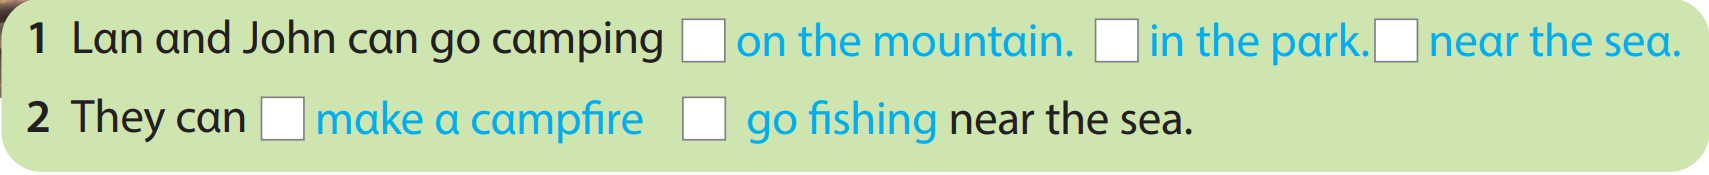 1 Lan and John can go camping on the mountain. in the park. near the sea.
2 They can make a campfire go fishing near the sea.